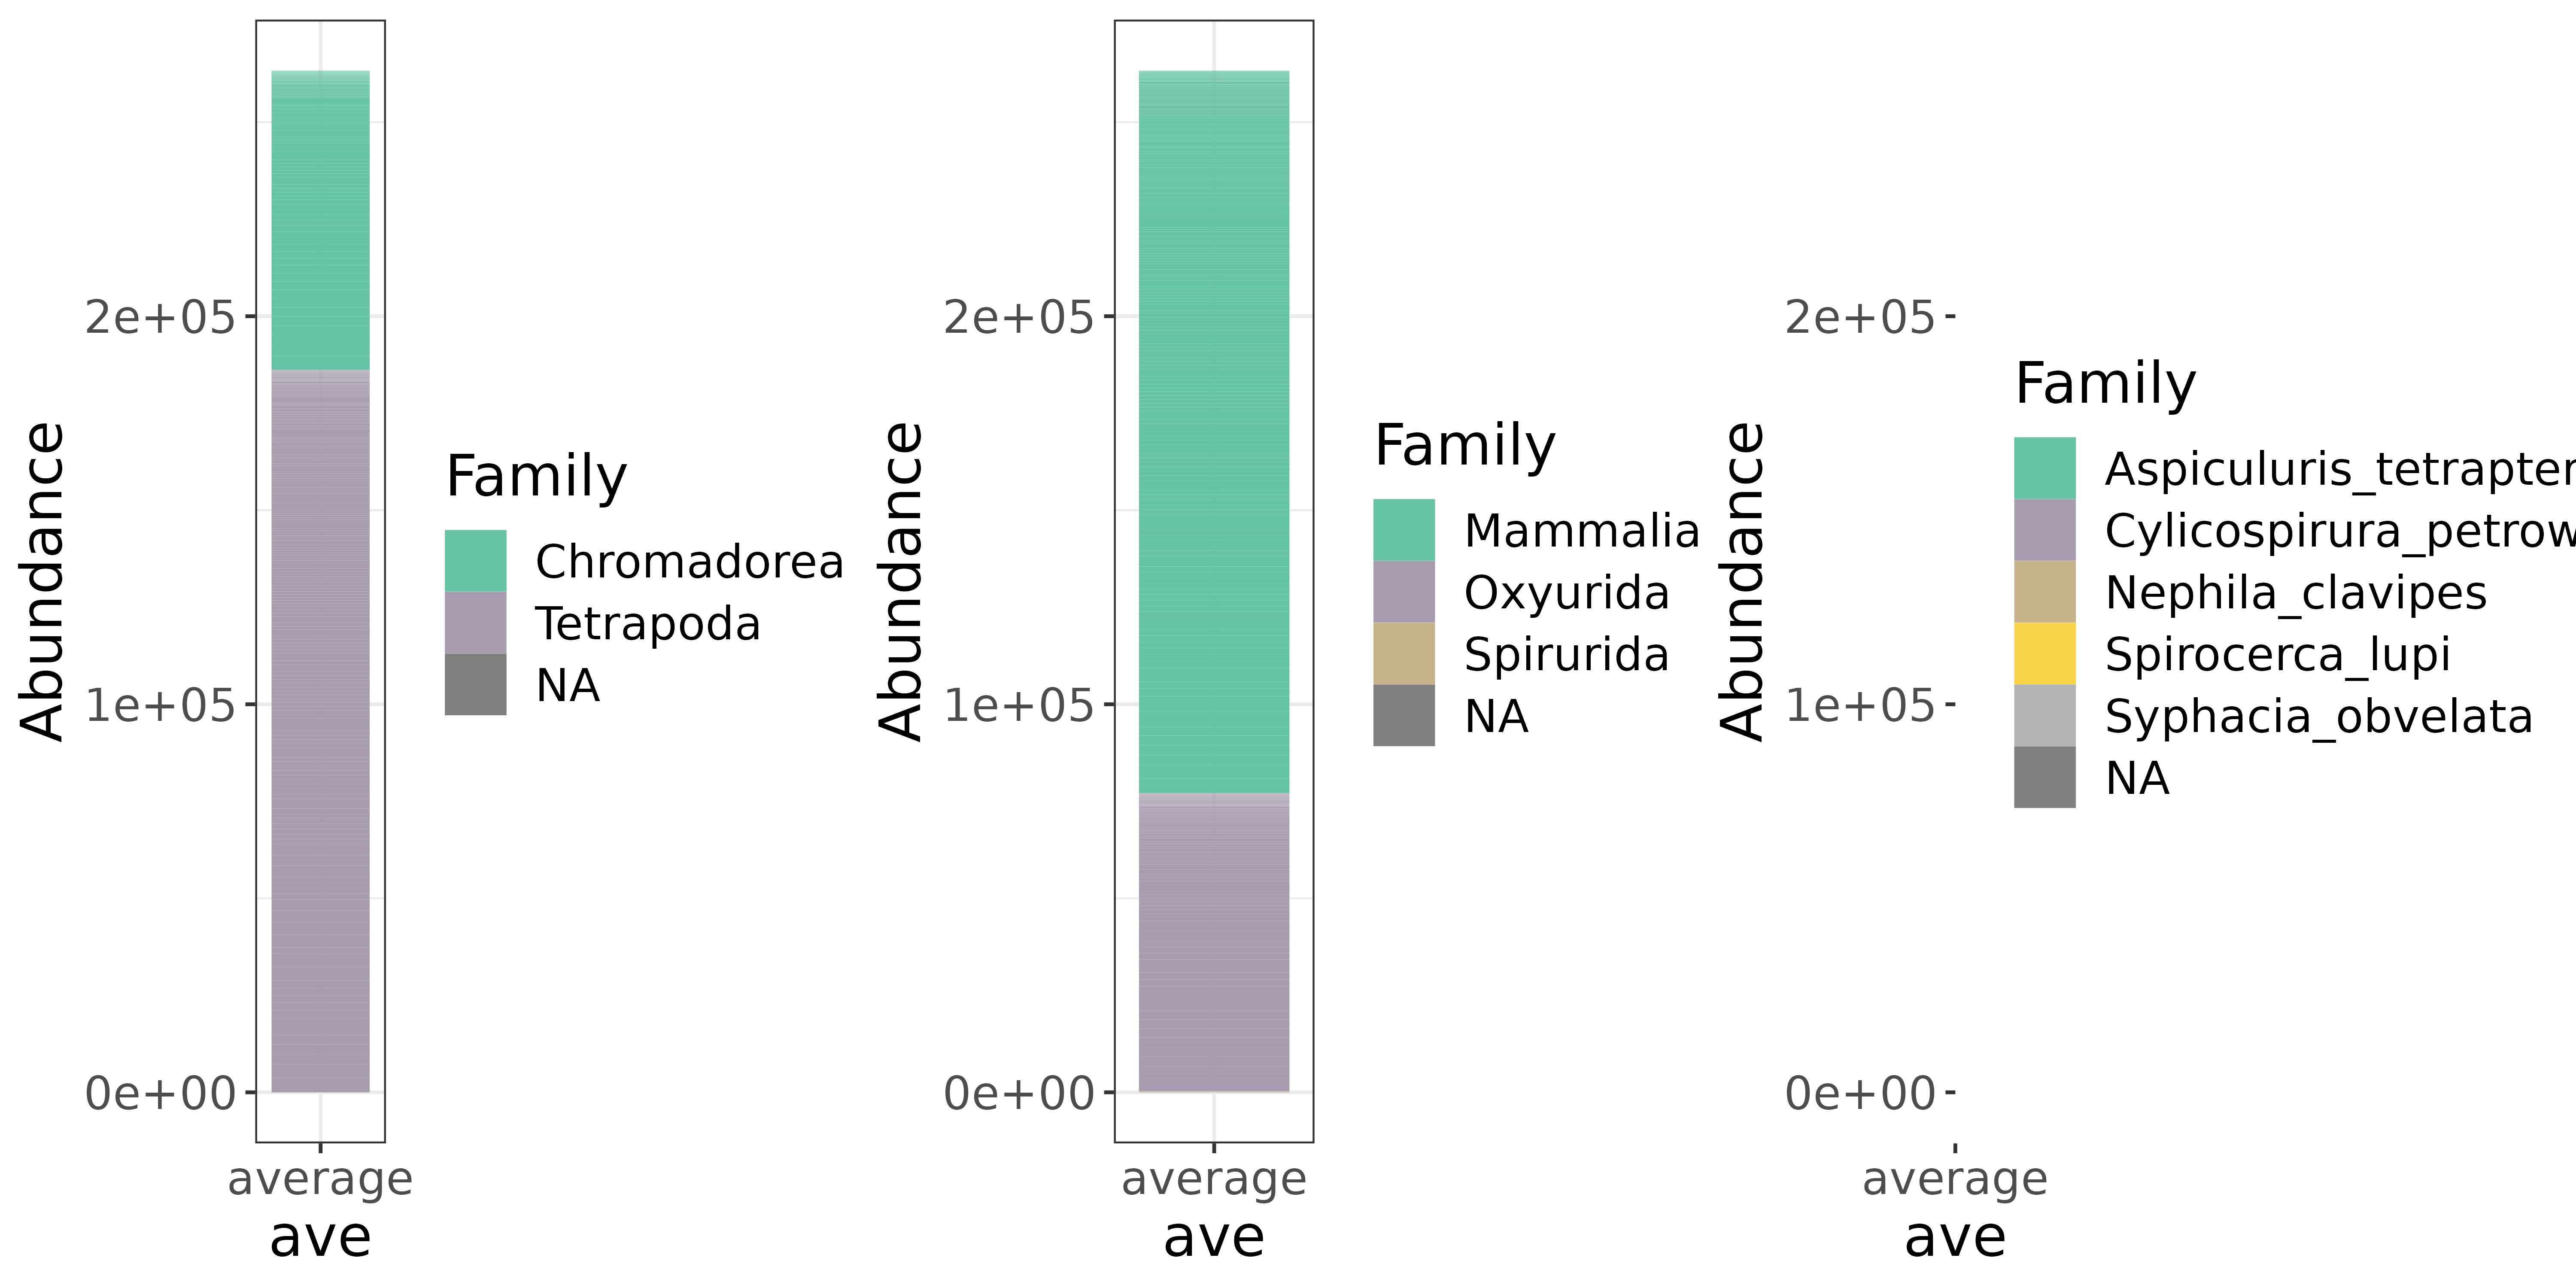 Abundance
2e+05
1e+05
0e+00
average
ave
Family
Chromadorea
Tetrapoda
NA
Abundance
2e+05
1e+05
0e+00
average
ave
Family
Mammalia
Oxyurida
Spirurida
NA
Abundance
2e+05
1e+05
0e+00
average
ave
Family
Aspiculuris_tetrapter
Cylicospirura_petrow
Nephila_clavipes
Spirocerca_lupi
Syphacia_obvelata
NA